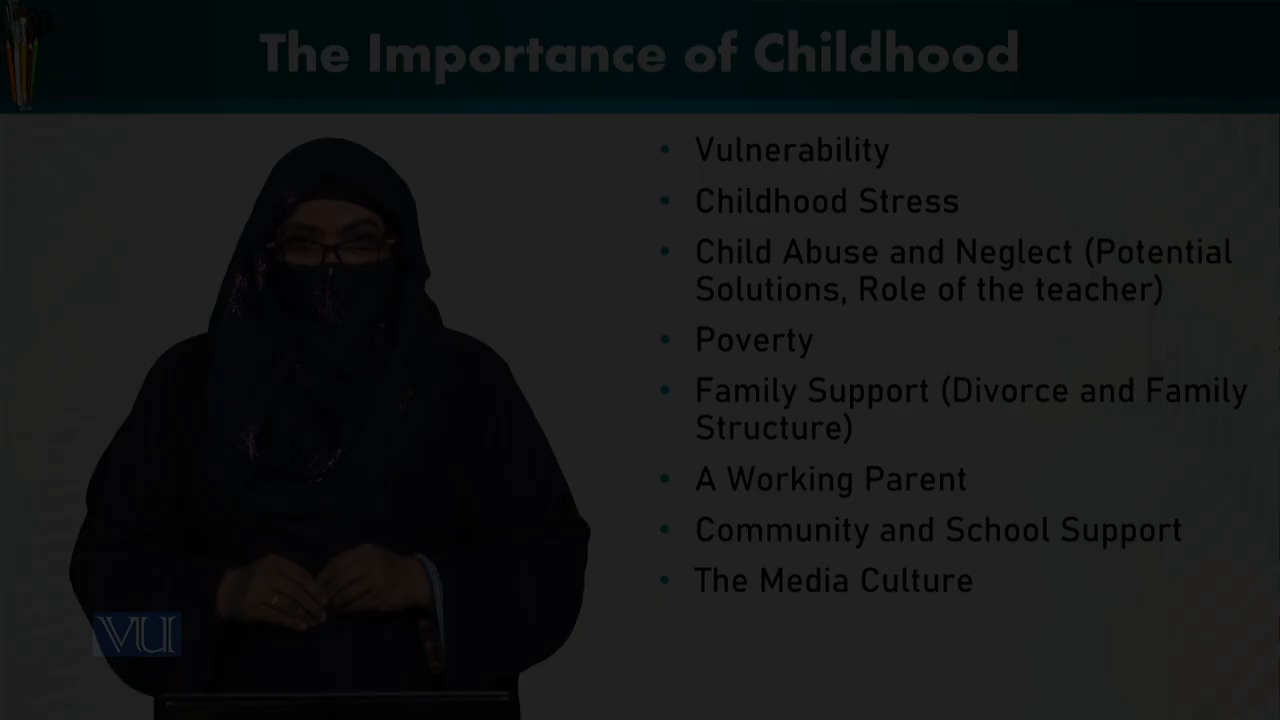 The Importance of Childhood
• Vulnerability
• Childhood Stress
• Child Abuse and Neglect (Potential
Solutions, Role of the teacher)
• Poverty
• Family Support (Divorce and Family
Structure)
• A Working Parent
• Community and School Support
• The Media Culture
VU